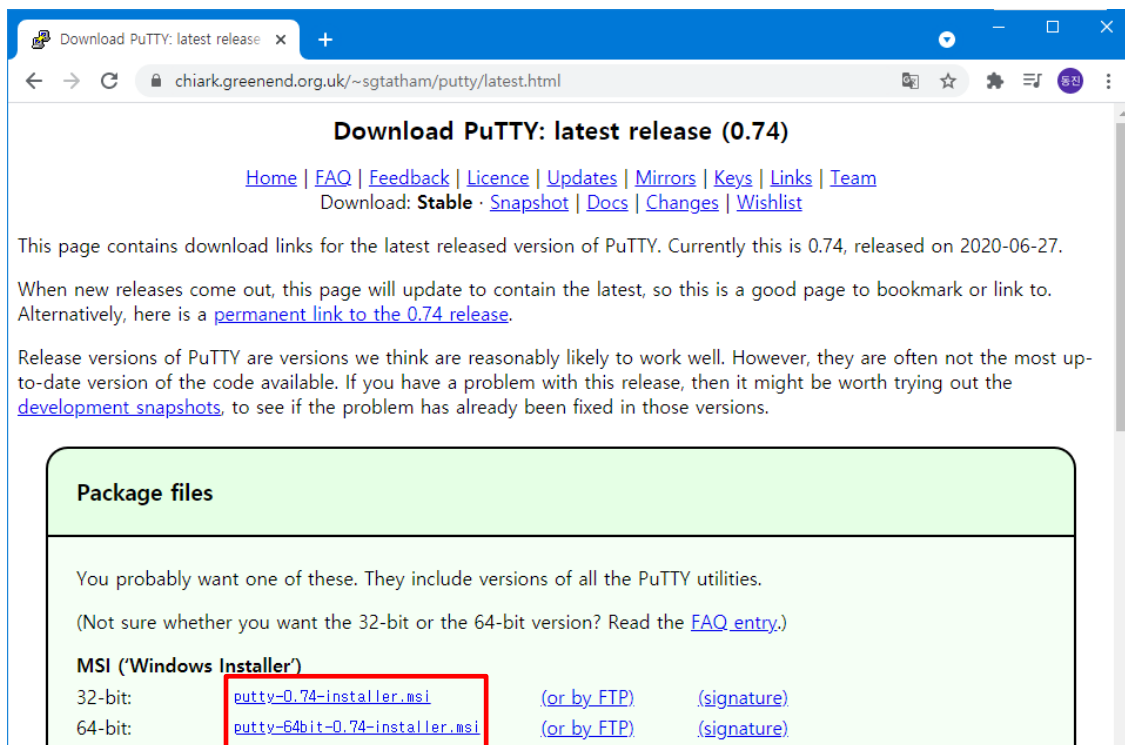 Download PuTTY: latest release
chiark.greenend.org.uk/~sgtatham/putty/latest.html
동진
Download PuTTY: latest release (0.74)
Home | FAQ | Feedback | Licence | Updates | Mirrors | Keys | Links | Team
Download: Stable · Snapshot | Docs | Changes | Wishlist
This page contains download links for the latest released version of PuTTY. Currently this is 0.74, released on 2020-06-27.
When new releases come out, this page will update to contain the latest, so this is a good page to bookmark or link to.
Alternatively, here is a permanent link to the 0.74 release.
Release versions of PuTTY are versions we think are reasonably likely to work well. However, they are often not the most up-
to-date version of the code available. If you have a problem with this release, then it might be worth trying out the
development snapshots, to see if the problem has already been fixed in those versions.
Package files
You probably want one of these. They include versions of all the PuTTY utilities.
(Not sure whether you want the 32-bit or the 64-bit version? Read the FAQ entry.)
MSI (‘Windows Installer’)
32-bit: putty-0.74-installer.msi (or by FTP) (signature)
64-bit: putty-64bit-0.74-installer.msi (or by FTP) (signature)